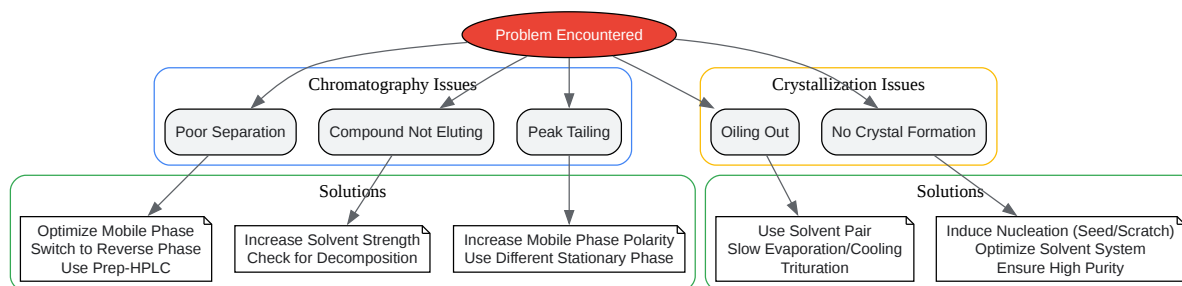 Problem Encountered
Chromatography Issues
Crystallization Issues
Poor Separation
Compound Not Eluting
Peak Tailing
Oiling Out
No Crystal Formation
Solutions
Solutions
Optimize Mobile Phase
Switch to Reverse Phase
Use Prep-HPLC
Increase Solvent Strength
Check for Decomposition
Increase Mobile Phase Polarity
Use Different Stationary Phase
Use Solvent Pair
Slow Evaporation/Cooling
Trituration
Induce Nucleation (Seed/Scratch)
Optimize Solvent System
Ensure High Purity